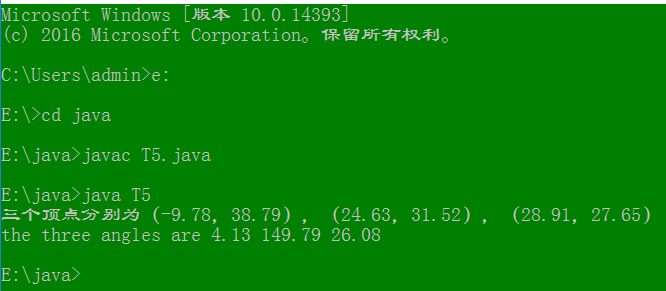 Microsoft Windows [版本 10.0.14393]
(c) 2016 Microsoft Corporation。保留所有权利。
C:\Users\admin>e:
E:\>cd java
E:\java>javac T5.java
E:\java>java T5
三个顶点分别为 (-9.78, 38.79) , (24.63, 31.52) , (28.91, 27.65)
the three angles are 4.13 149.79 26.08
E:\java>